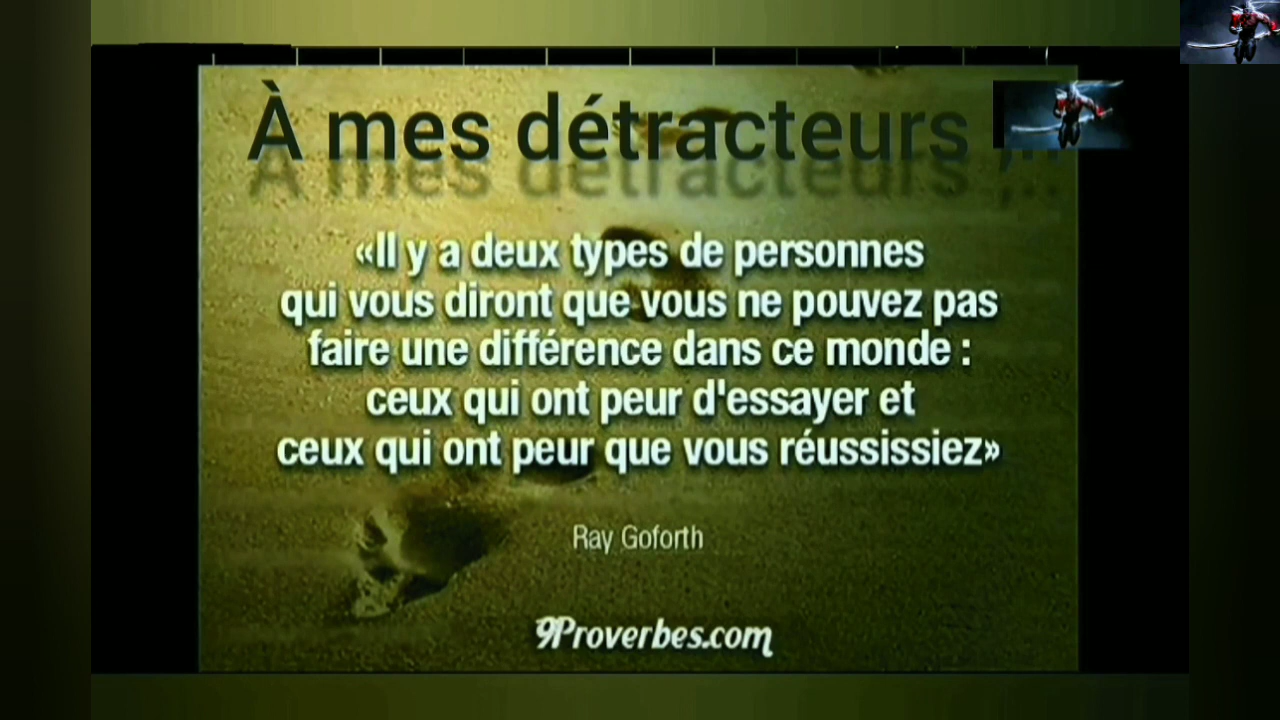 À mes détracteurs ,...
«Il y a deux types de personnes
qui vous diront que vous ne pouvez pas
faire une différence dans ce monde :
ceux qui ont peur d'essayer et
ceux qui ont peur que vous réussissiez»
Ray Goforth
9Proverbes.com